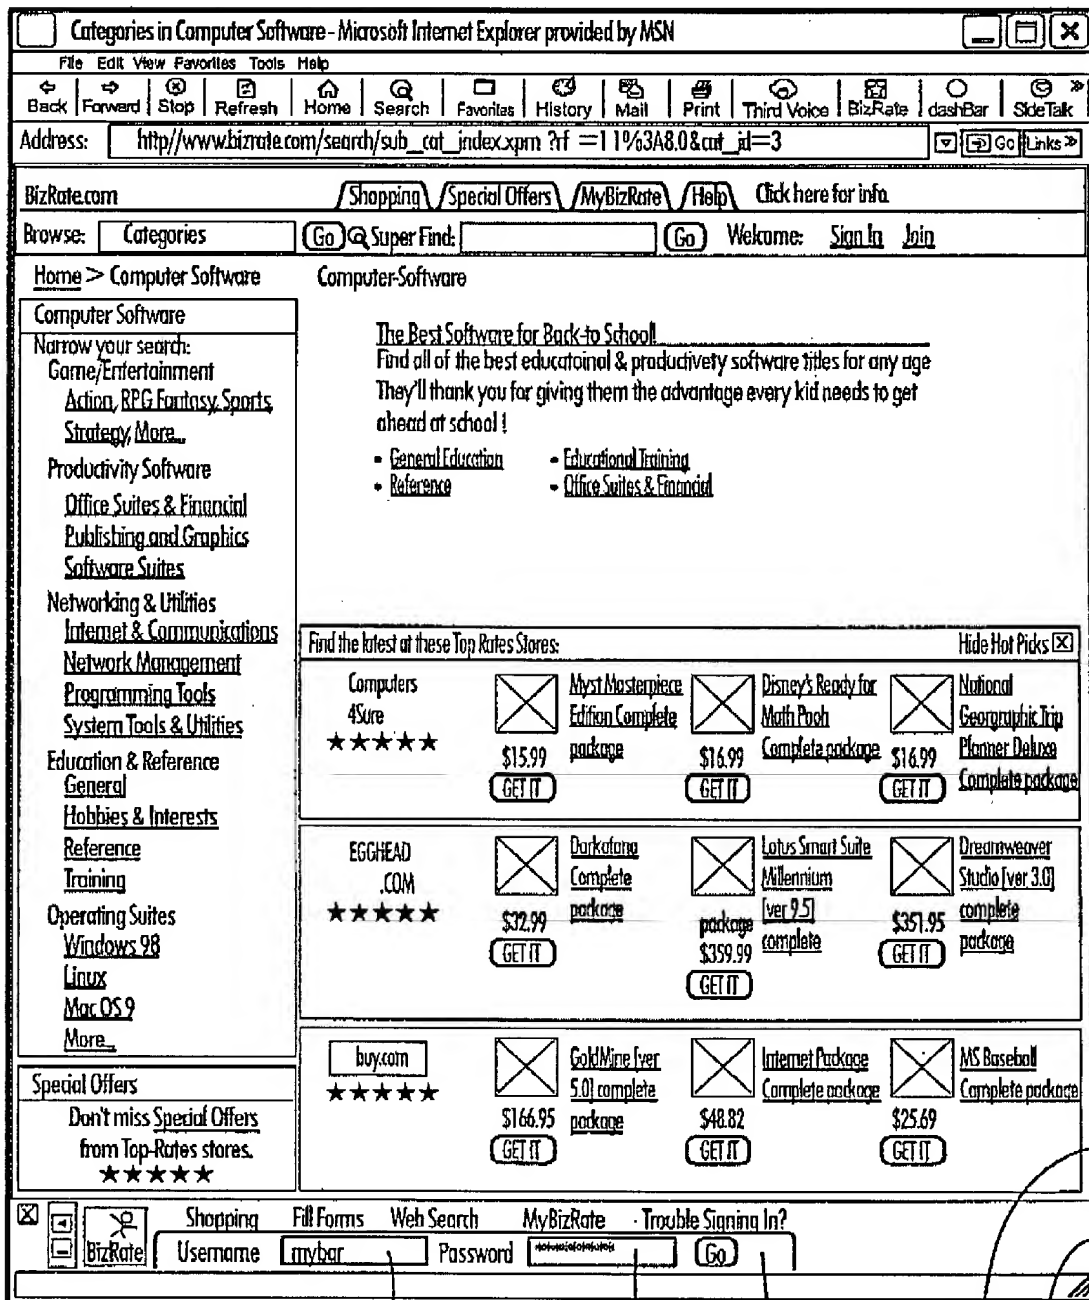 Categories in Computer Software - Microsoft Internet Explorer provided by MSN
File Edit View Favorites Tools Help
Back Forward Stop Refresh Home Search Favorites History Mail Print Third Voice BizRate dashBar SideTalk »
Address: http//www.bizrate.com/search/sub_cat_index.xpm ?rf =1 1%3A8,0&cat_id=3 Go Links »
BizRate.com Shopping Special Offers MyBizRate Help Click here for info.
Browse: Categories Go Super Find: Go Welcome: Sign In Join
Home > Computer Software
Computer-Software
Computer Software
Narrow your search:
Game/Entertainment
Action, RPG Fantasy, Sports,
Strategy, More...
Productivity Software
Office Suites & Financial
Publishing and Graphics
Software Suites
Networking & Utilities
Internet & Communications
Network Management
Programming Tools
System Tools & Utilities
Education & Reference
General
Hobbies & Interests
Reference
Training
Operating Suites
Windows 98
Linux
Mac OS 9
More...
Special Offers
Don't miss Special Offers
from Top-Rates stores.
★★★★★
The Best Software for Back-to School!
Find all of the best educatoinal & productivety software titles for any age
They'll thank you for giving them the advantage every kid needs to get
ahead at school !
• General Education • Educational Training
• Reference • Office Suites & Financial
Find the latest at these Top Rates Stores: Hide Hot Picks
Computers
4Sure
★★★★★
Myst Masterpiece
Edition Complete
package
$15.99
GET IT
Disney's Ready for
Math Pooh
Complete package
$16.99
GET IT
National
Georgraphic Trip
Planner Deluxe
Complete package
$16.99
GET IT
EGGHEAD
.COM
★★★★★
Darkafang
Complete
package
$32.99
GET IT
Lotus Smart Suite
Millennium
[ver 9.5]
complete
package
$359.99
GET IT
Dreamweaver
Studio [ver 3.0]
complete
package
$351.95
GET IT
buy.com
★★★★★
GoldMine [ver
5.0] complete
package
$166.95
GET IT
Internet Package
Complete package
$48.82
GET IT
MS Baseball
Complete package
$25.69
GET IT
BizRate
Shopping Fill Forms Web Search MyBizRate · Trouble Signing In?
Username mybar Password ************ Go